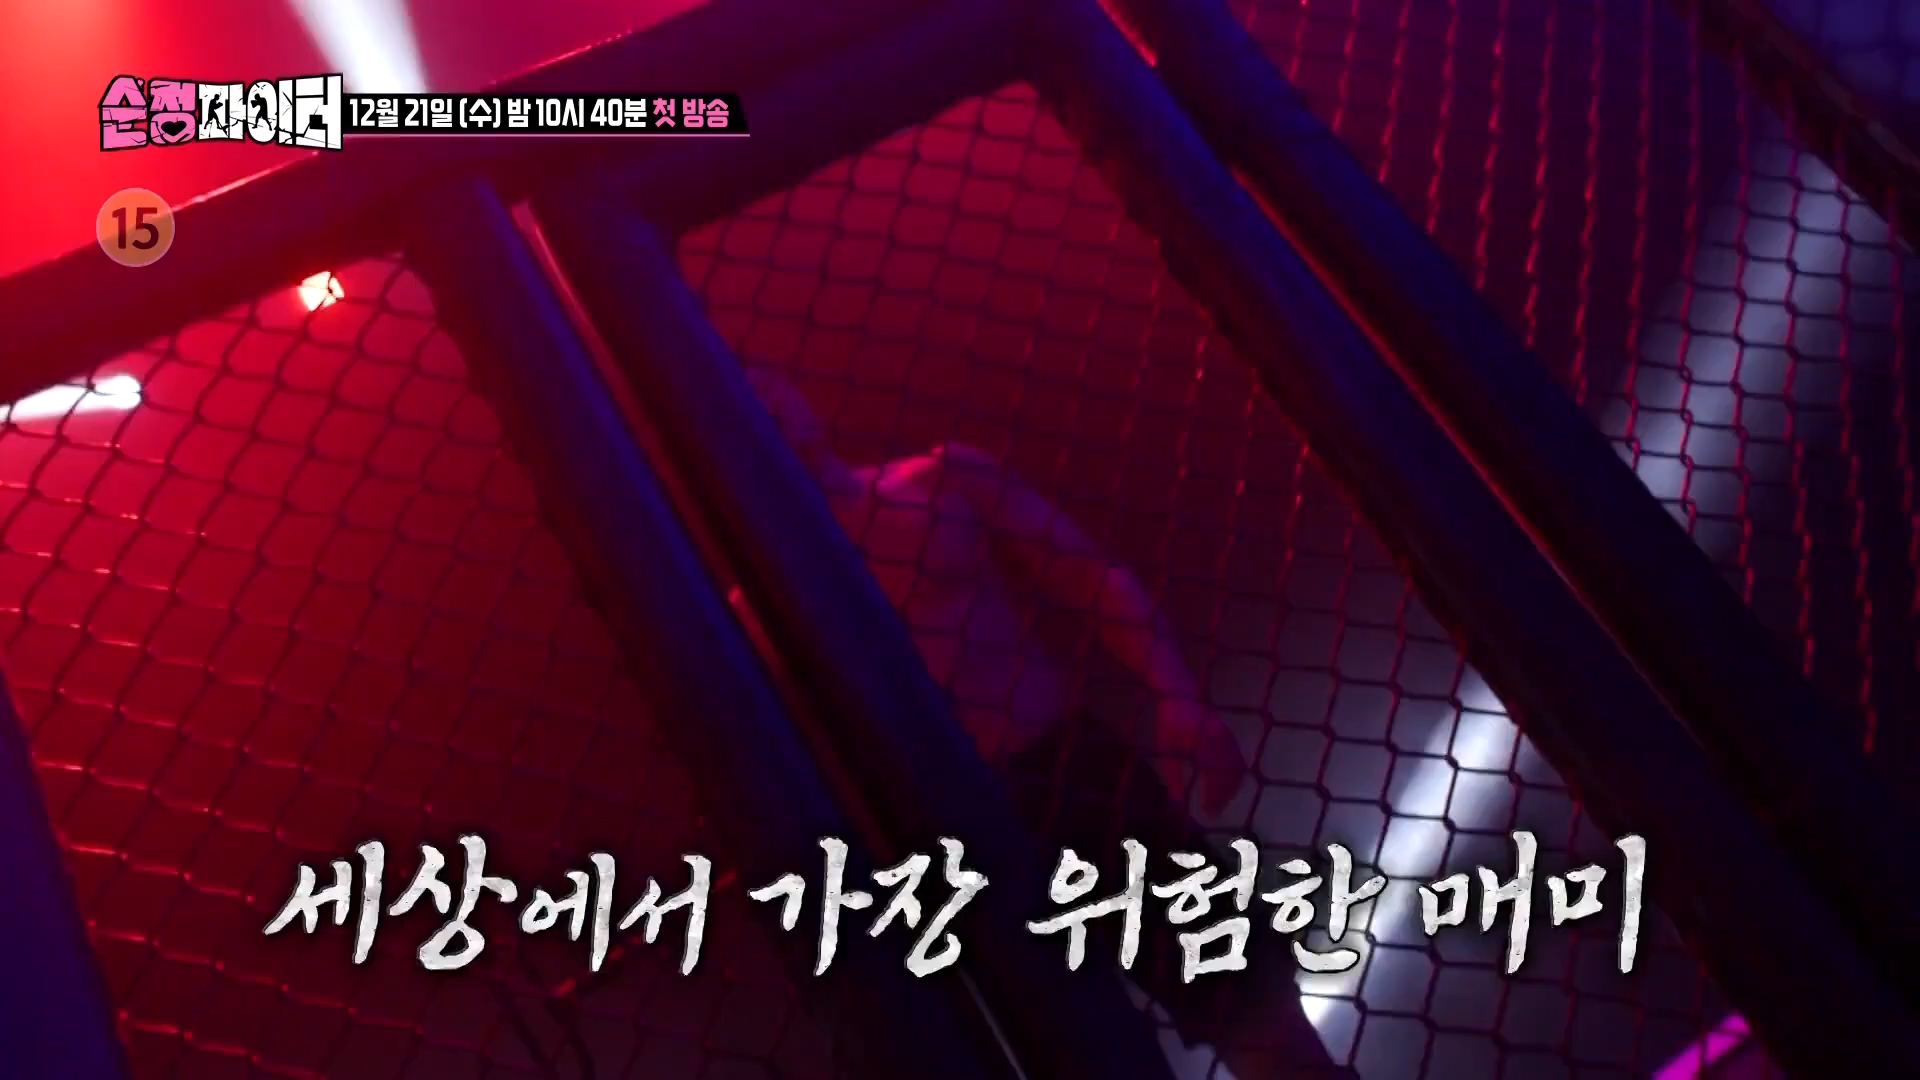 순정파이터 12월 21일 (수) 밤 10시 40분 첫 방송
15
세상에서 가장 위험한 매미